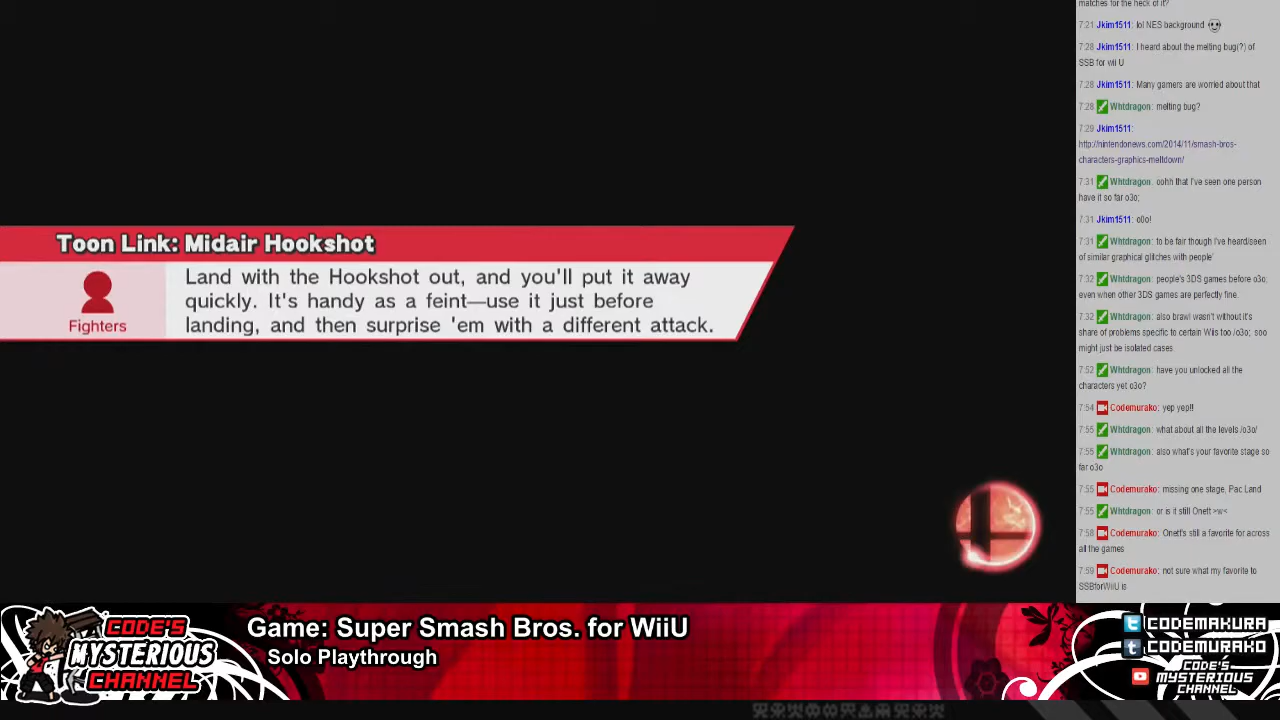 Toon Link: Midair Hookshot
Fighters
Land with the Hookshot out, and you'll put it away
quickly. It's handy as a feint—use it just before
landing, and then surprise 'em with a different attack.
matches for the heck of it?
7:21 Jkim1511: lol NES background
7:28 Jkim1511: I heard about the melting bug(?) of
SSB for wii U
7:28 Jkim1511: Many gamers are worried about that
7:28 Whtdragon: melting bug?
7:29 Jkim1511:
http://nintendonews.com/2014/11/smash-bros-
characters-graphics-meltdown/
7:31 Whtdragon: oohh that I've seen one person
have it so far o3o;
7:31 Jkim1511: o0o!
7:31 Whtdragon: to be fair though I've heard/seen
of similar graphical glitches with people'
7:32 Whtdragon: people's 3DS games before o3o;
even when other 3DS games are perfectly fine.
7:32 Whtdragon: also brawl wasn't without it's
share of problems specific to certain Wiis too /o3o; soo
might just be isolated cases
7:52 Whtdragon: have you unlocked all the
characters yet o3o?
7:54 Codemurako: yep yep!!
7:55 Whtdragon: what about all the levels /o3o/
7:55 Whtdragon: also what's your favorite stage so
far o3o
7:55 Codemurako: missing one stage, Pac Land
7:55 Whtdragon: or is it still Onett >w<
7:58 Codemurako: Onett's still a favorite for across
all the games
7:59 Codemurako: not sure what my favorite to
SSBforWiiU is
CODE'S
MYSTERIOUS
CHANNEL
Game: Super Smash Bros. for WiiU
Solo Playthrough
CODEMAKURA
CODEMURAKO
CODE'S
MYSTERIOUS
CHANNEL